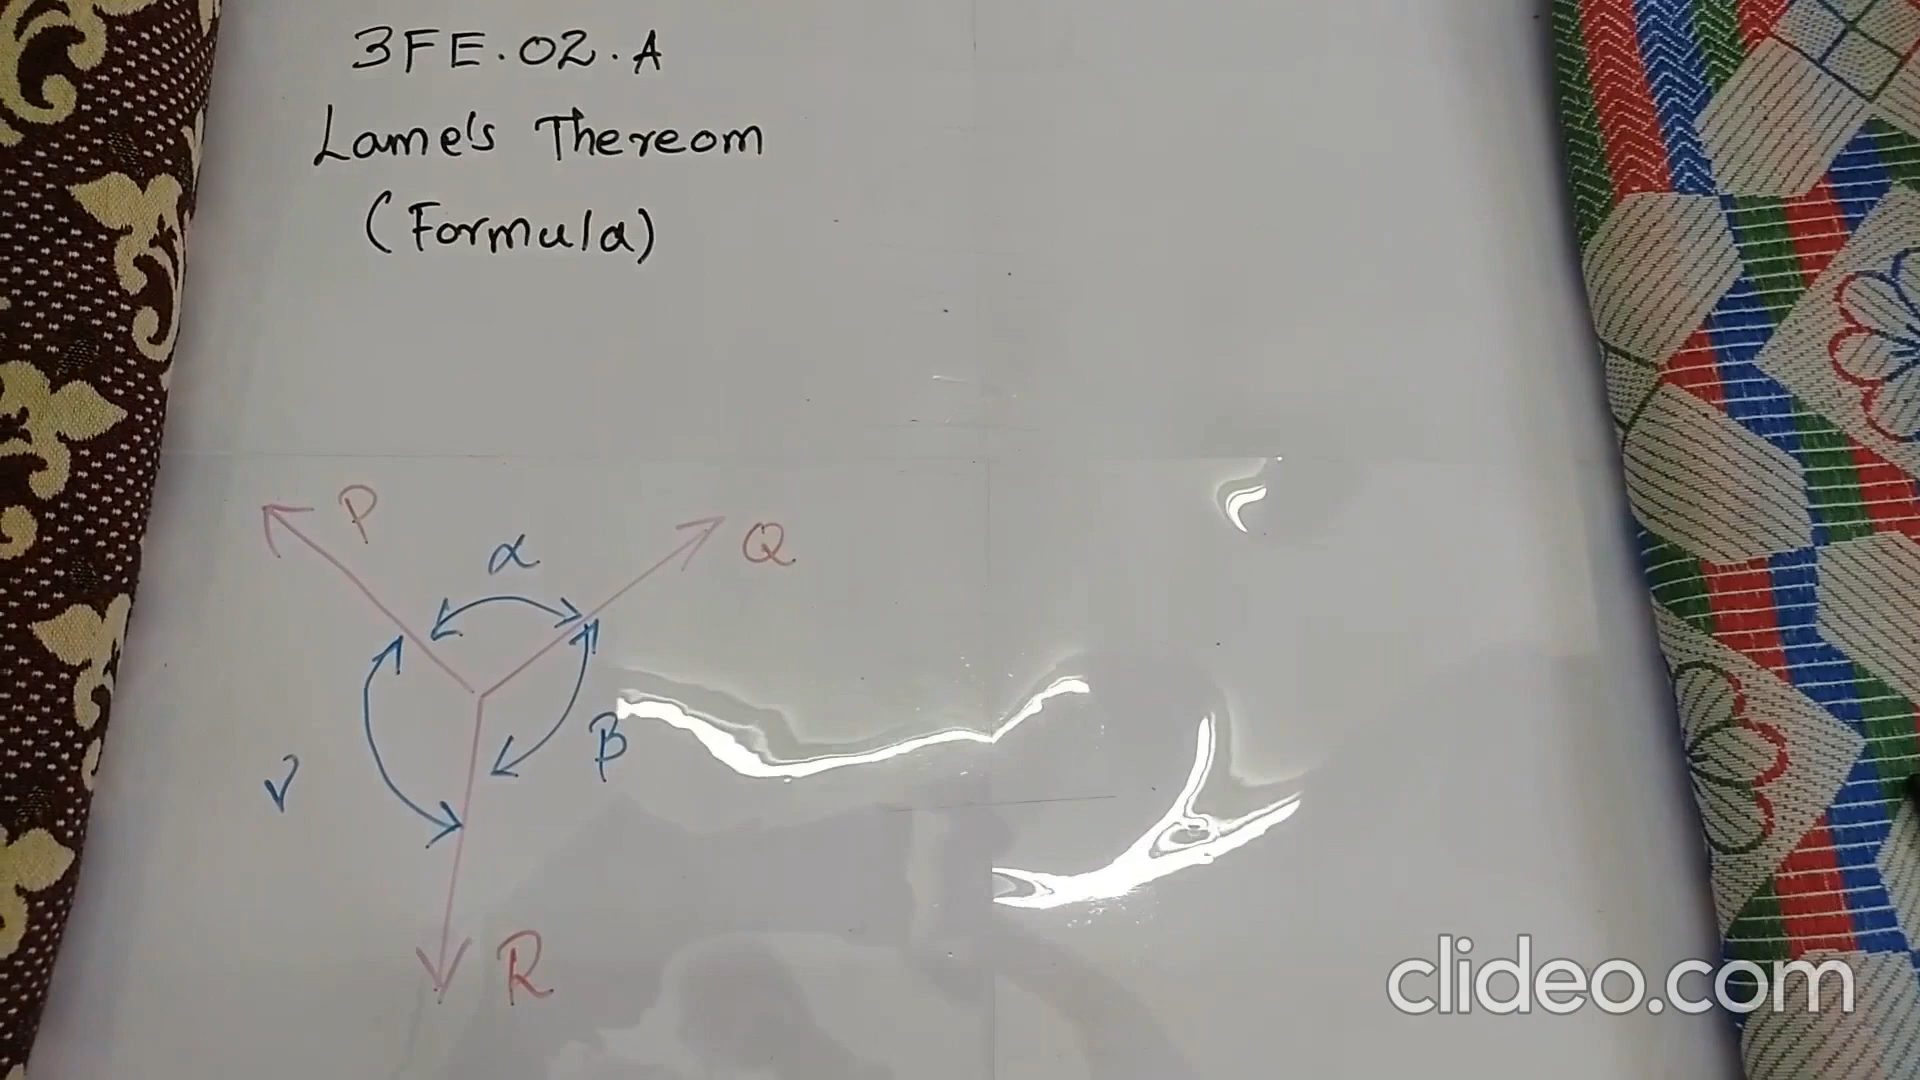 3FE.02.A
Lame's Thereom
(Formula)
P
α
Q
β
γ
R
clideo.com